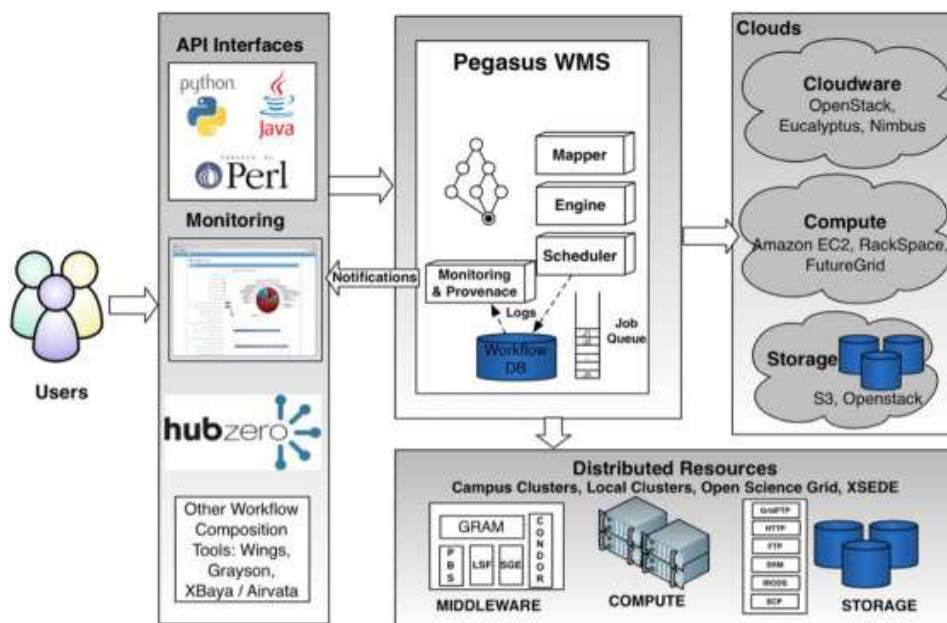 API Interfaces
python
Java
POWERED BY
Perl
Monitoring
Users
hubzero
Other Workflow
Composition
Tools: Wings,
Grayson,
XBaya / Airvata
Notifications
Pegasus WMS
Mapper
Engine
Scheduler
Monitoring
& Provenace
Logs
Workflow
DB
Job
Queue
Clouds
Cloudware
OpenStack,
Eucalyptus, Nimbus
Compute
Amazon EC2, RackSpace,
FutureGrid
Storage
S3, Openstack
Distributed Resources
Campus Clusters, Local Clusters, Open Science Grid, XSEDE
GRAM
PBS
LSF
SGE
CONDOR
MIDDLEWARE
COMPUTE
GridFTP
HTTP
FTP
SRM
IRODS
SCP
STORAGE